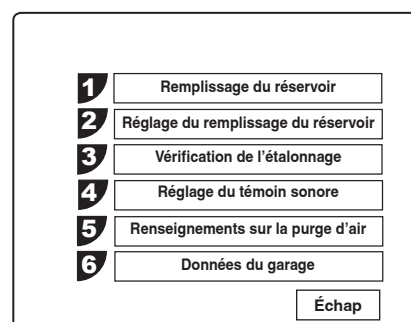 1 Remplissage du réservoir
2 Réglage du remplissage du réservoir
3 Vérification de l'étalonnage
4 Réglage du témoin sonore
5 Renseignements sur la purge d'air
6 Données du garage
Échap